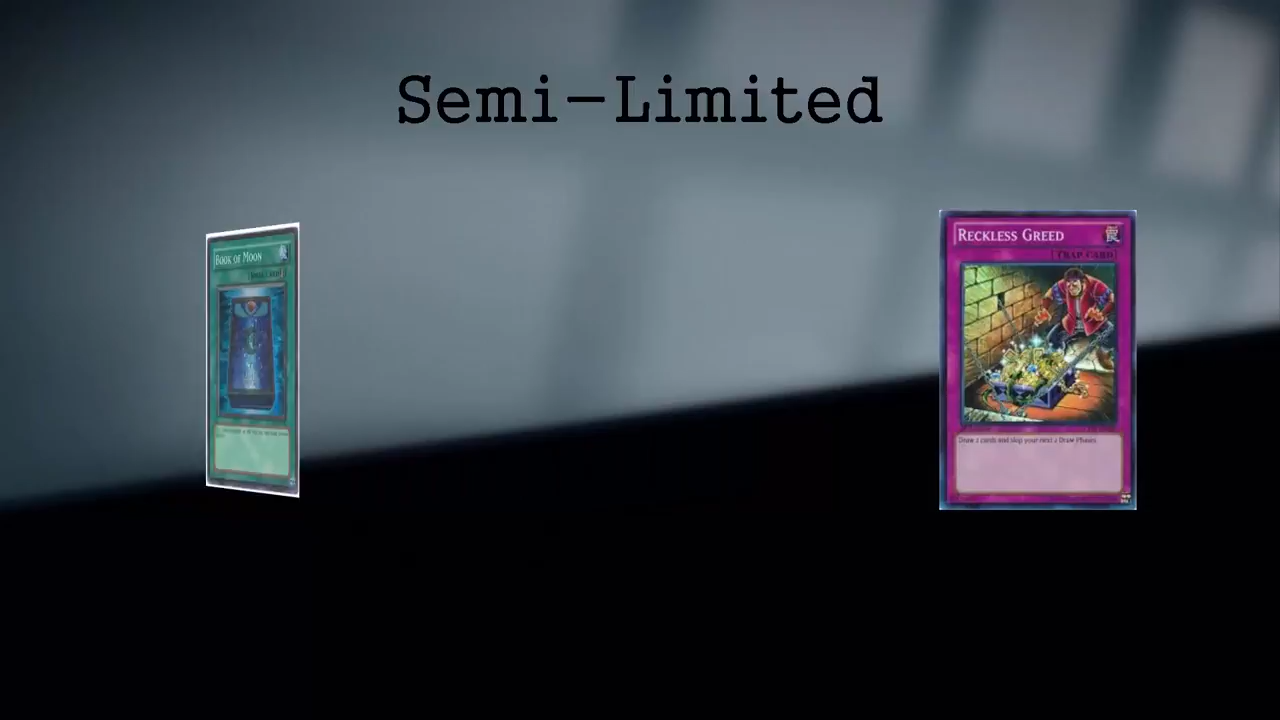 Semi-Limited
BOOK OF MOON
RECKLESS GREED
[TRAP CARD
Draw 2 cards and skip your next 2 Draw Phases.